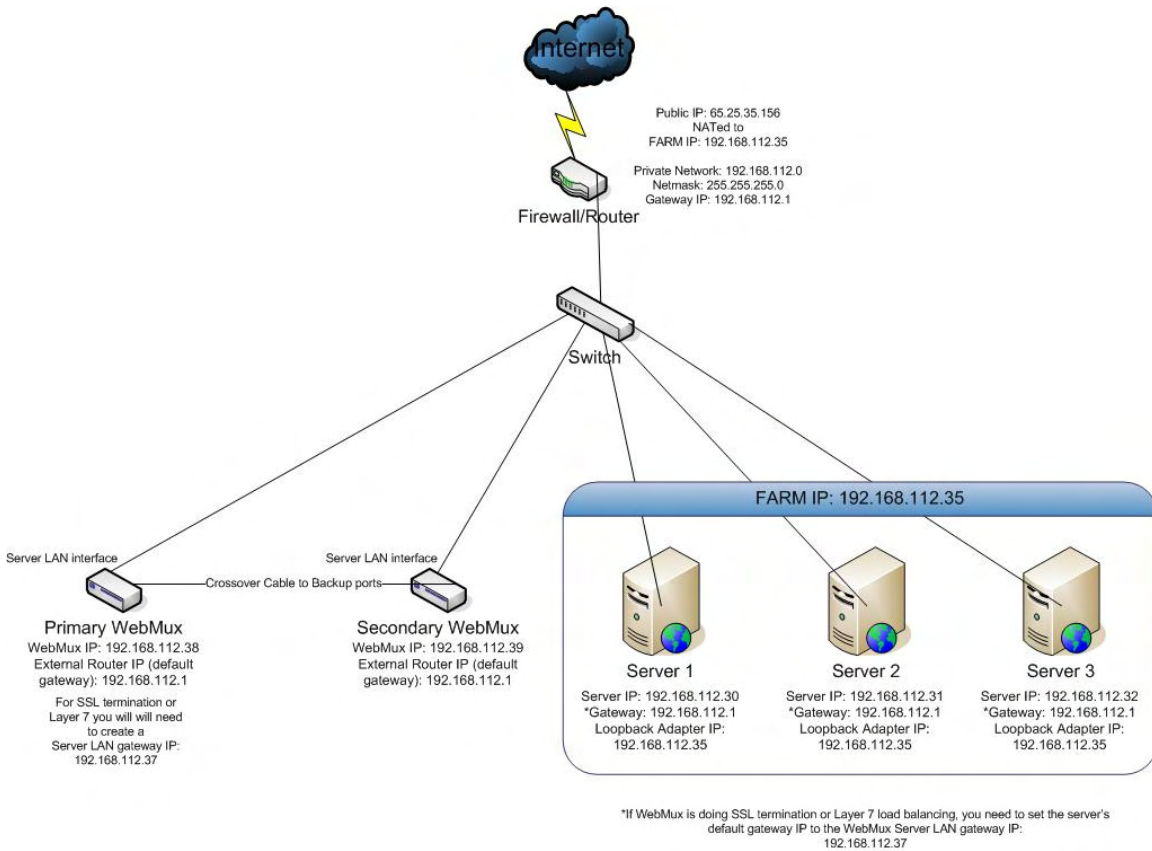 Internet
Public IP: 65.25.35.156
NATed to
FARM IP: 192.168.112.35
Private Network: 192.168.112.0
Netmask: 255.255.255.0
Gateway IP: 192.168.112.1
Firewall/Router
Switch
FARM IP: 192.168.112.35
Server LAN interface
Server LAN interface
Crossover Cable to Backup ports
Primary WebMux
WebMux IP: 192.168.112.38
External Router IP (default
gateway): 192.168.112.1
For SSL termination or
Layer 7 you will will need
to create a
Server LAN gateway IP:
192.168.112.37
Secondary WebMux
WebMux IP: 192.168.112.39
External Router IP (default
gateway): 192.168.112.1
Server 1
Server IP: 192.168.112.30
*Gateway: 192.168.112.1
Loopback Adapter IP:
192.168.112.35
Server 2
Server IP: 192.168.112.31
*Gateway: 192.168.112.1
Loopback Adapter IP:
192.168.112.35
Server 3
Server IP: 192.168.112.32
*Gateway: 192.168.112.1
Loopback Adapter IP:
192.168.112.35
*If WebMux is doing SSL termination or Layer 7 load balancing, you need to set the server's
default gateway IP to the WebMux Server LAN gateway IP:
192.168.112.37